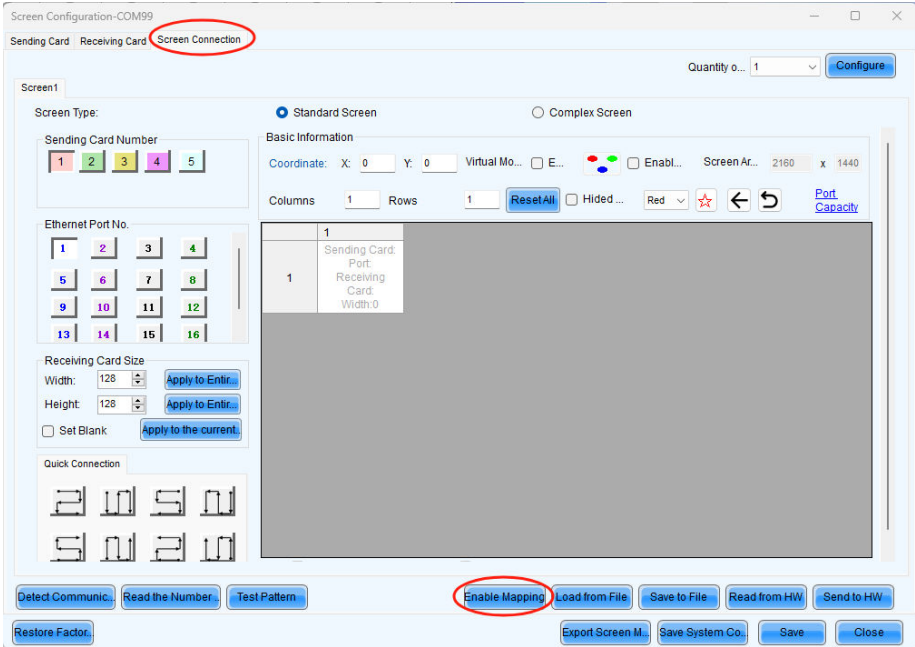 Screen Configuration-COM99
Sending Card Receiving Card Screen Connection
Quantity o... 1 Configure
Screen1
Screen Type: Standard Screen Complex Screen
Sending Card Number
1 2 3 4 5
Basic Information
Coordinate: X: 0 Y: 0 Virtual Mo... E... Enabl... Screen Ar... 2160 x 1440
Columns 1 Rows 1 Reset All Hided ... Red Port
Capacity
Ethernet Port No.
1 2 3 4
5 6 7 8
9 10 11 12
13 14 15 16
1
1
Sending Card:
Port:
Receiving
Card:
Width:0
Receiving Card Size
Width: 128 Apply to Entir...
Height: 128 Apply to Entir...
Set Blank Apply to the current...
Quick Connection
Detect Communic... Read the Number ... Test Pattern Enable Mapping Load from File Save to File Read from HW Send to HW
Restore Factor... Export Screen M... Save System Co... Save Close